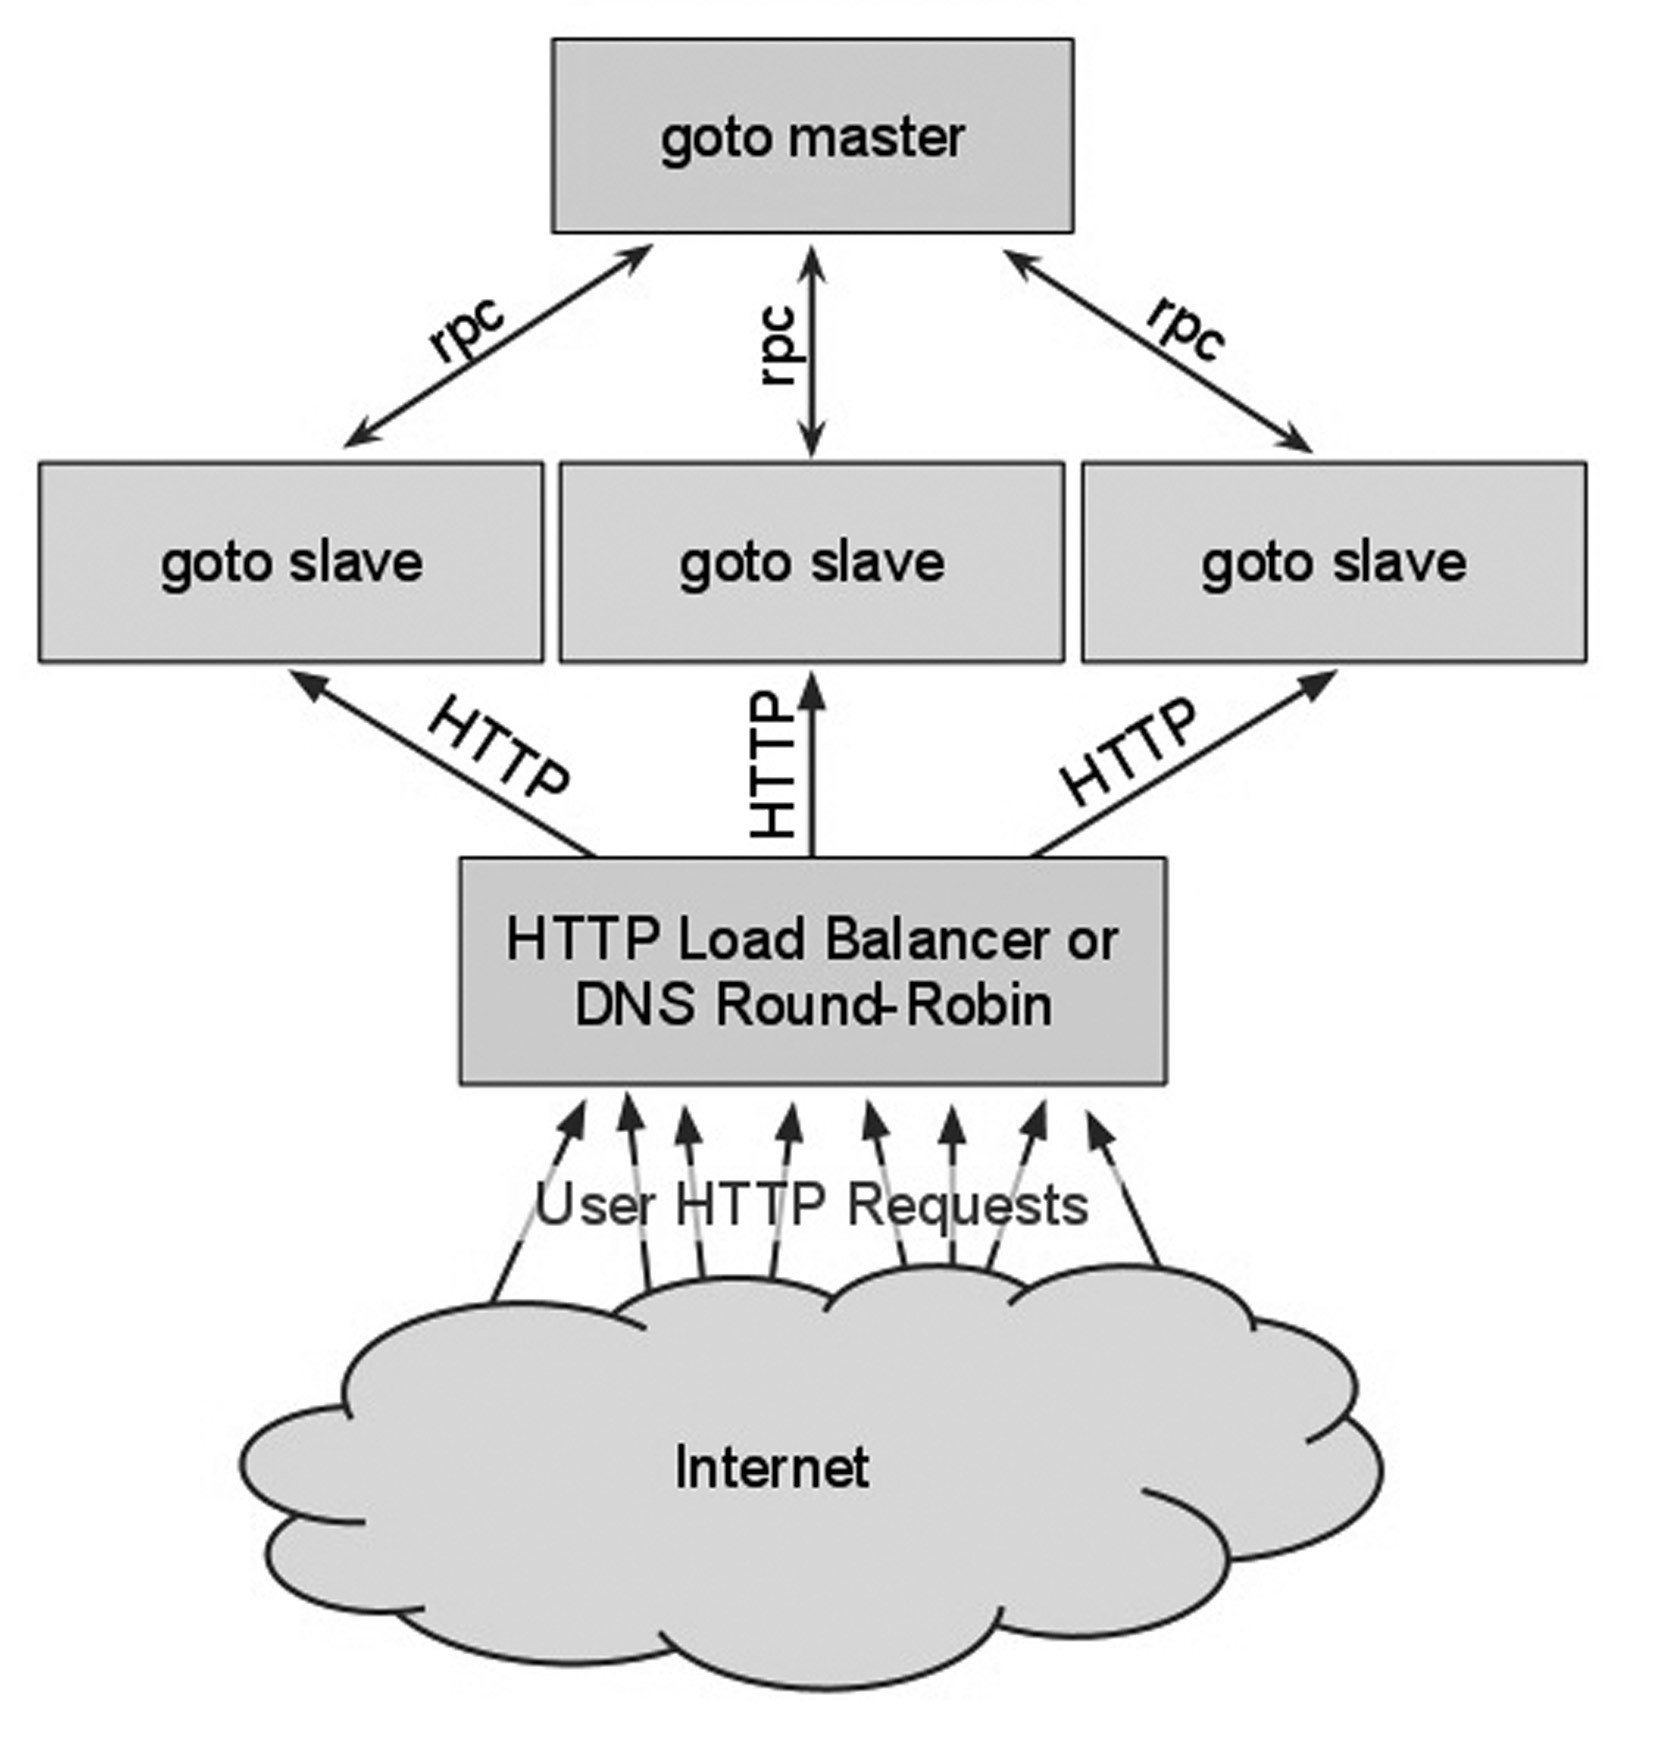 goto master
rpc
rpc
rpc
goto slave
goto slave
goto slave
HTTP
HTTP
HTTP
HTTP Load Balancer or
DNS Round-Robin
User HTTP Requests
Internet